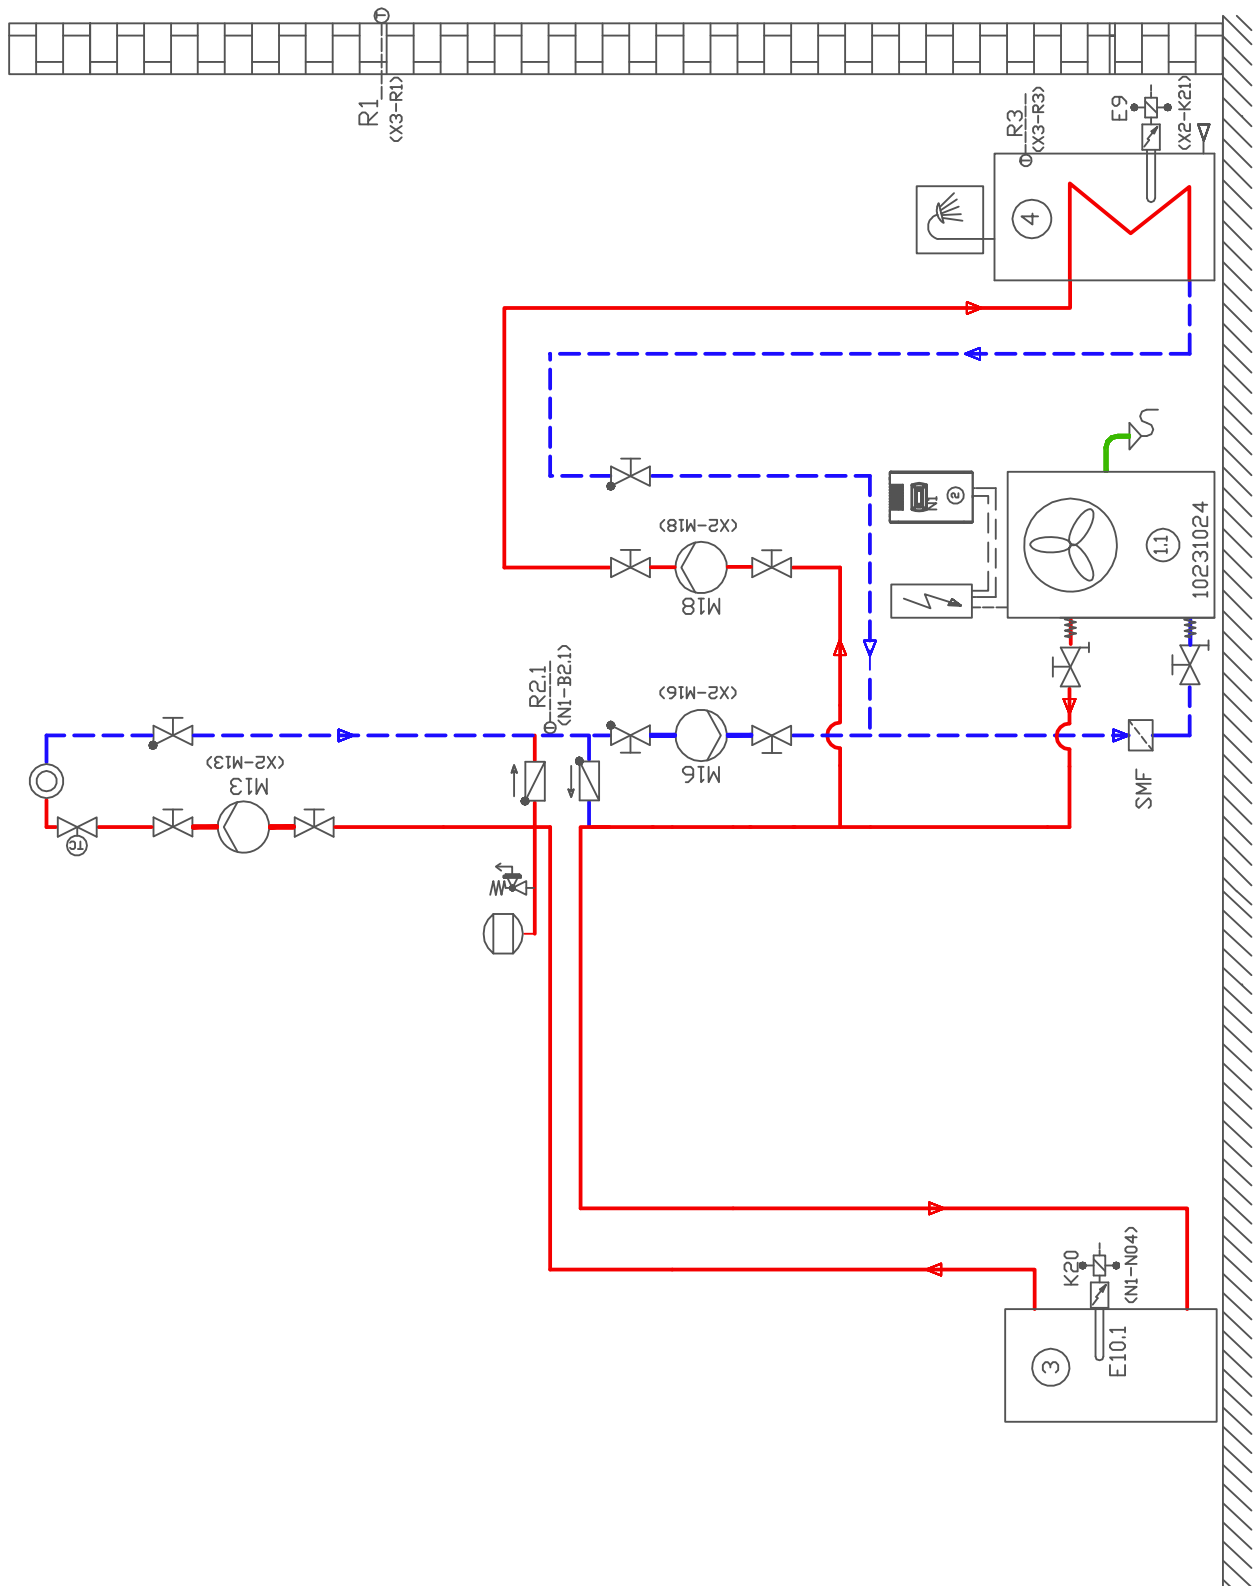 R1
(X3-R1)
R3
(X3-R3)
E9
(X2-K21)
T
T
4
N1
2
1.1
10231024
(X2-M18)
M18
R2.1
(N1-B2.1)
T
(X2-M16)
M16
(X2-M13)
M13
TC
SMF
K20
(N1-N04)
3
E10.1